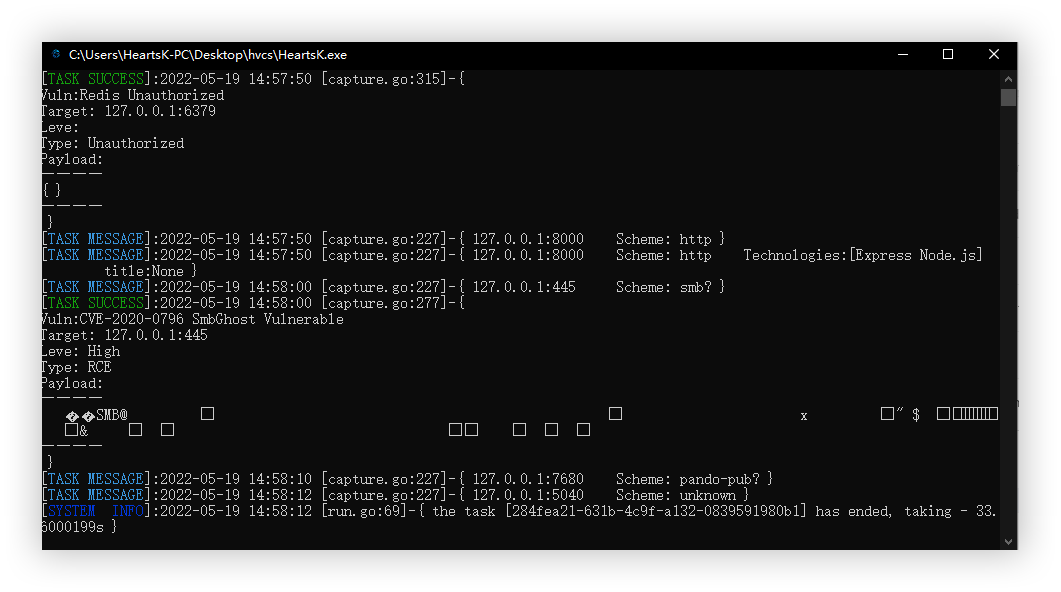 C:\Users\HeartsK-PC\Desktop\hvcs\HeartsK.exe
[TASK SUCCESS]:2022-05-19 14:57:50 [capture.go:315]-{
Vuln:Redis Unauthorized
Target: 127.0.0.1:6379
Leve:
Type: Unauthorized
Payload:
————
{ }
————
}
[TASK MESSAGE]:2022-05-19 14:57:50 [capture.go:227]-{ 127.0.0.1:8000 Scheme: http }
[TASK MESSAGE]:2022-05-19 14:57:50 [capture.go:227]-{ 127.0.0.1:8000 Scheme: http Technologies:[Express Node.js]
title:None }
[TASK MESSAGE]:2022-05-19 14:58:00 [capture.go:227]-{ 127.0.0.1:445 Scheme: smb? }
[TASK SUCCESS]:2022-05-19 14:58:00 [capture.go:277]-{
Vuln:CVE-2020-0796 SmbGhost Vulnerable
Target: 127.0.0.1:445
Leve: High
Type: RCE
Payload:
————
��SMB@ □ □ x □″ $ □
□& □ □ □□ □ □ □
————
}
[TASK MESSAGE]:2022-05-19 14:58:10 [capture.go:227]-{ 127.0.0.1:7680 Scheme: pando-pub? }
[TASK MESSAGE]:2022-05-19 14:58:12 [capture.go:227]-{ 127.0.0.1:5040 Scheme: unknown }
[SYSTEM INFO]:2022-05-19 14:58:12 [run.go:69]-{ the task [284fea21-631b-4c9f-a132-0839591980b1] has ended, taking - 33.
6000199s }